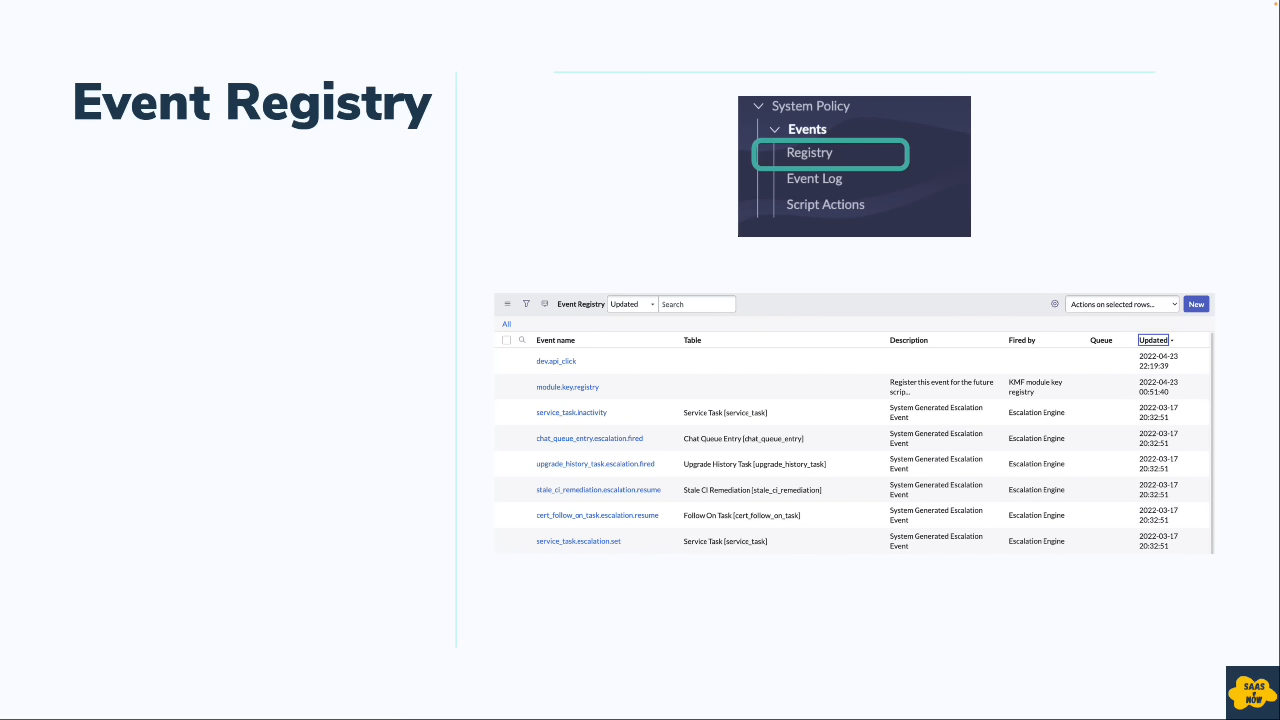 Event Registry
System Policy
Events
Registry
Event Log
Script Actions
Event Registry Updated Search Actions on selected rows... New
All
Event name Table Description Fired by Queue Updated
dev.api_click 2022-04-23
22:19:39
module.key.registry Register this event for the future KMF module key 2022-04-23
scrip... registry 00:51:40
service_task.inactivity Service Task [service_task] System Generated Escalation Escalation Engine 2022-03-17
Event 20:32:51
chat_queue_entry.escalation.fired Chat Queue Entry [chat_queue_entry] System Generated Escalation Escalation Engine 2022-03-17
Event 20:32:51
upgrade_history_task.escalation.fired Upgrade History Task [upgrade_history_task] System Generated Escalation Escalation Engine 2022-03-17
Event 20:32:51
stale_ci_remediation.escalation.resume Stale CI Remediation [stale_ci_remediation] System Generated Escalation Escalation Engine 2022-03-17
Event 20:32:51
cert_follow_on_task.escalation.resume Follow On Task [cert_follow_on_task] System Generated Escalation Escalation Engine 2022-03-17
Event 20:32:51
service_task.escalation.set Service Task [service_task] System Generated Escalation Escalation Engine 2022-03-17
Event 20:32:51
SAAS
NOW